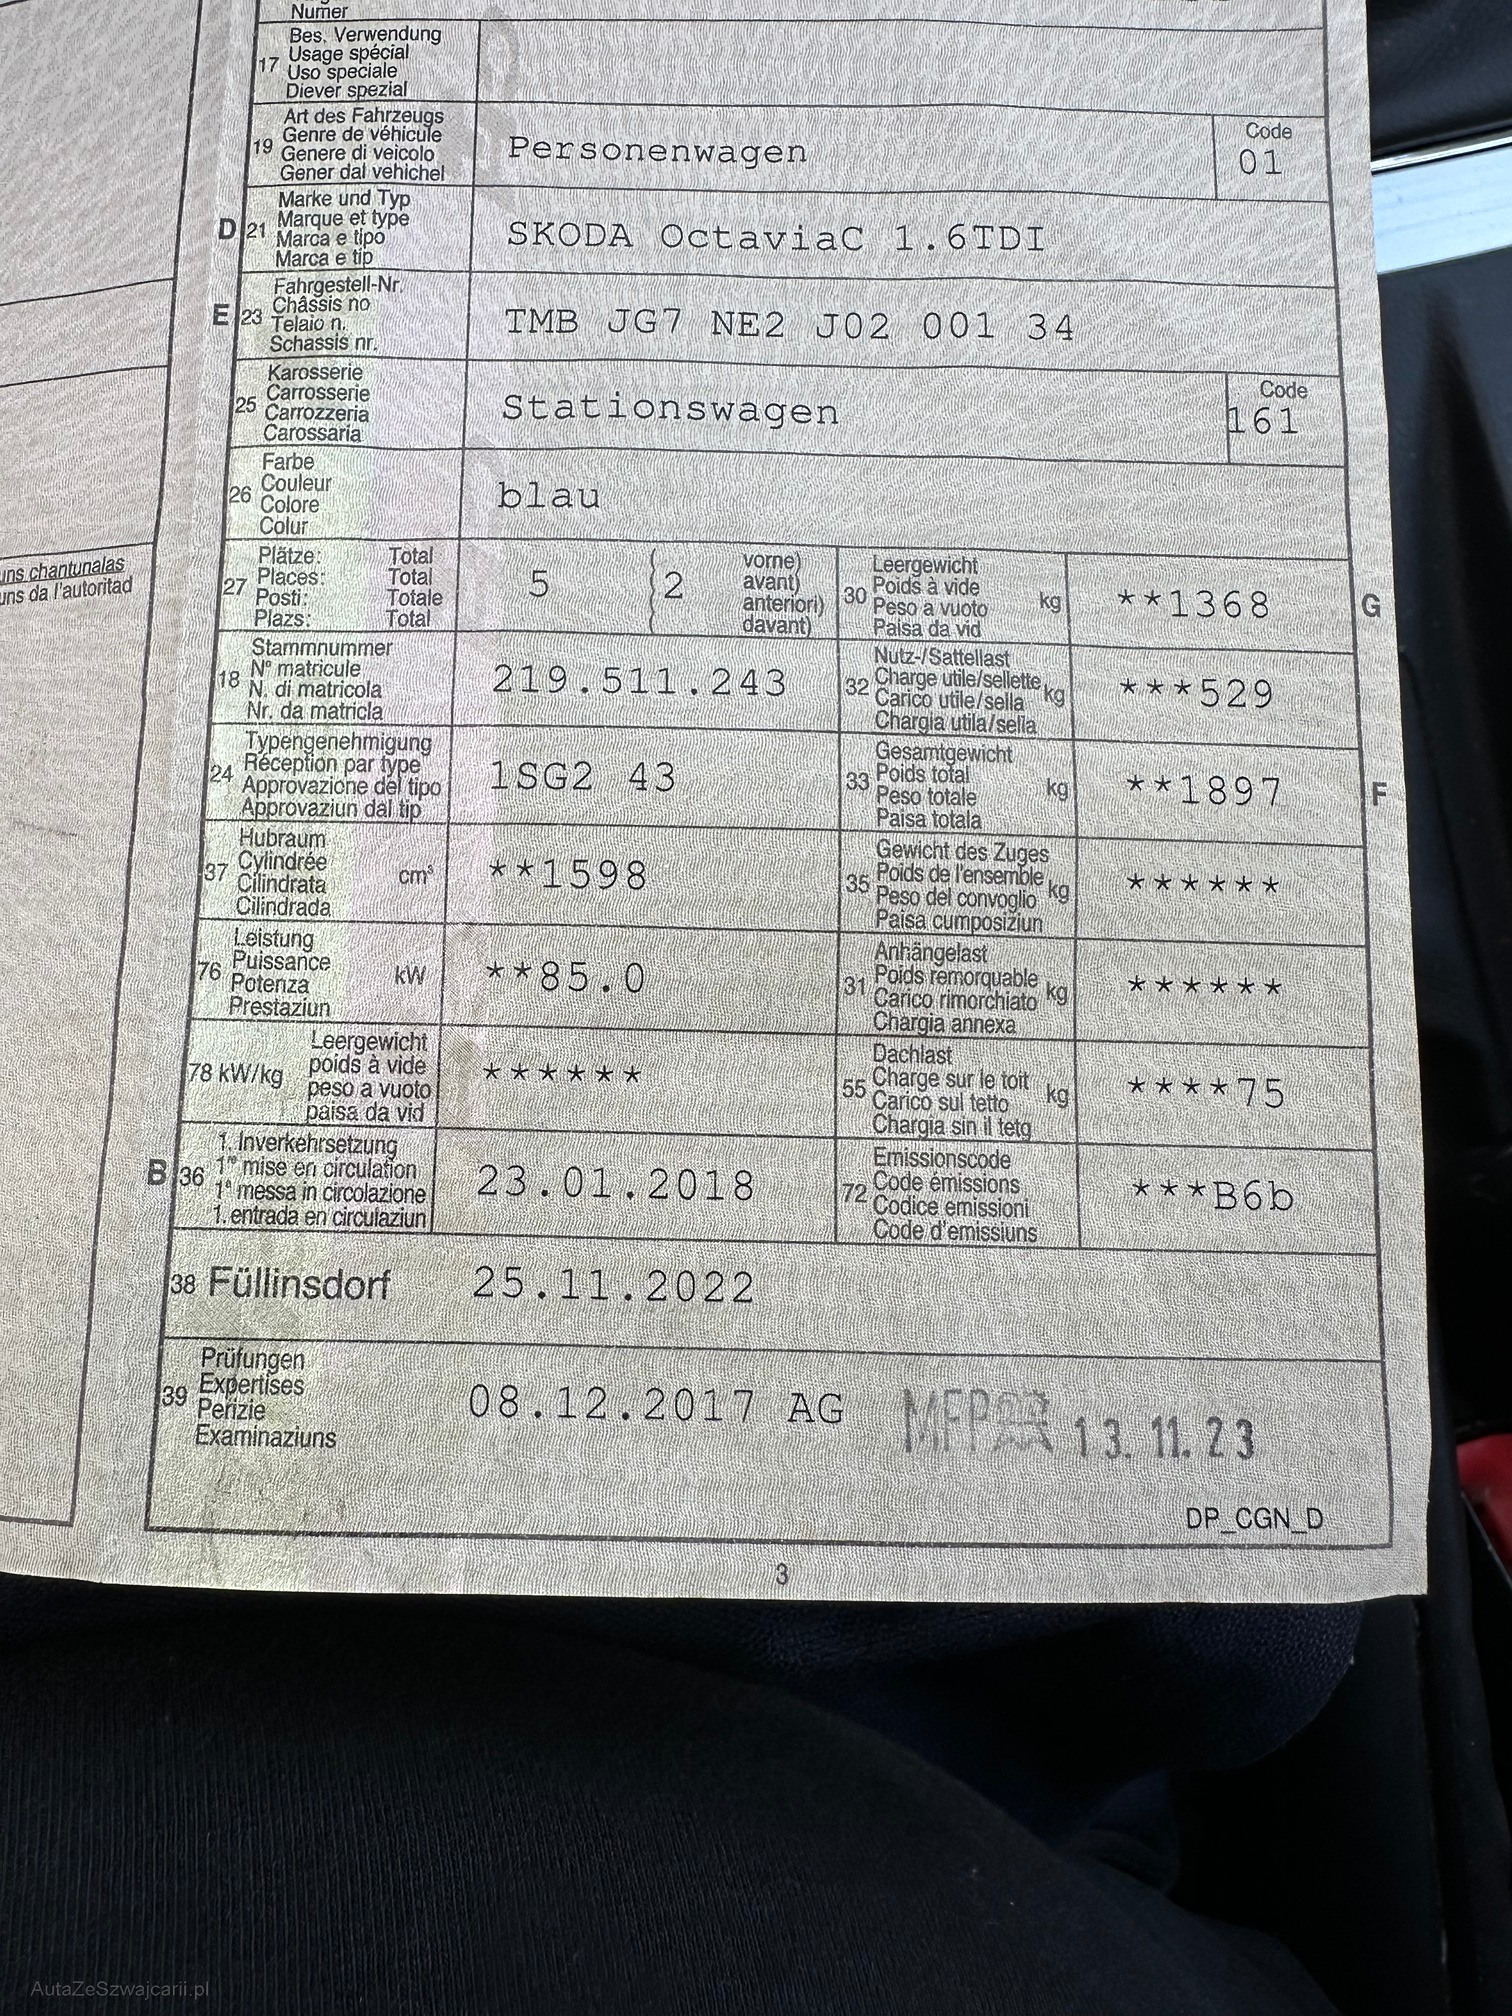 Numer
17 Bes. Verwendung
Usage spécial
Uso speciale
Diever spezial
19 Art des Fahrzeugs
Genre de véhicule
Genere di veicolo
Gener dal vehichel
Personenwagen
Code
01
D 21 Marke und Typ
Marque et type
Marca e tipo
Marca e tip
SKODA OctaviaC 1.6TDI
E 23 Fahrgestell-Nr.
Châssis no
Telaio n.
Schassis nr.
TMB JG7 NE2 J02 001 34
25 Karosserie
Carrosserie
Carrozzeria
Carossaria
Stationswagen
Code
161
26 Farbe
Couleur
Colore
Colur
blau
uns chantunalas
uns da l'autoritad
27 Plätze: Total
Places: Total
Posti: Totale
Plazs: Total
5 2
vorne)
avant)
anteriori)
davant)
30 Leergewicht
Poids à vide
Peso a vuoto
Paisa da vid
kg **1368 G
18 Stammnummer
N° matricule
N. di matricola
Nr. da matricla
219.511.243
32 Nutz-/Sattellast
Charge utile/sellette
Carico utile/sella
Chargia utila/sella
kg ***529
24 Typengenehmigung
Réception par type
Approvazione del tipo
Approvaziun dal tip
1SG2 43
33 Gesamtgewicht
Poids total
Peso totale
Paisa totala
kg **1897 F
37 Hubraum
Cylindrée
Cilindrata
Cilindrada
cm³ **1598
35 Gewicht des Zuges
Poids de l'ensemble
Peso del convoglio
Paisa cumposiziun
kg ******
76 Leistung
Puissance
Potenza
Prestaziun
kW **85.0
31 Anhängelast
Poids remorquable
Carico rimorchiato
Chargia annexa
kg ******
78 kW/kg Leergewicht
poids à vide
peso a vuoto
paisa da vid
******
55 Dachlast
Charge sur le toit
Carico sul tetto
Chargia sin il tetg
kg ****75
B 36 1. Inverkehrsetzung
1re mise en circulation
1a messa in circolazione
1. entrada en circulaziun
23.01.2018
72 Emissionscode
Code émissions
Codice emissioni
Code d'emissiuns
***B6b
38 Füllinsdorf 25.11.2022
39 Prüfungen
Expertises
Perizie
Examinaziuns
08.12.2017 AG
13. 11. 23
DP_CGN_D
3
AutaZeSzwajcarii.pl